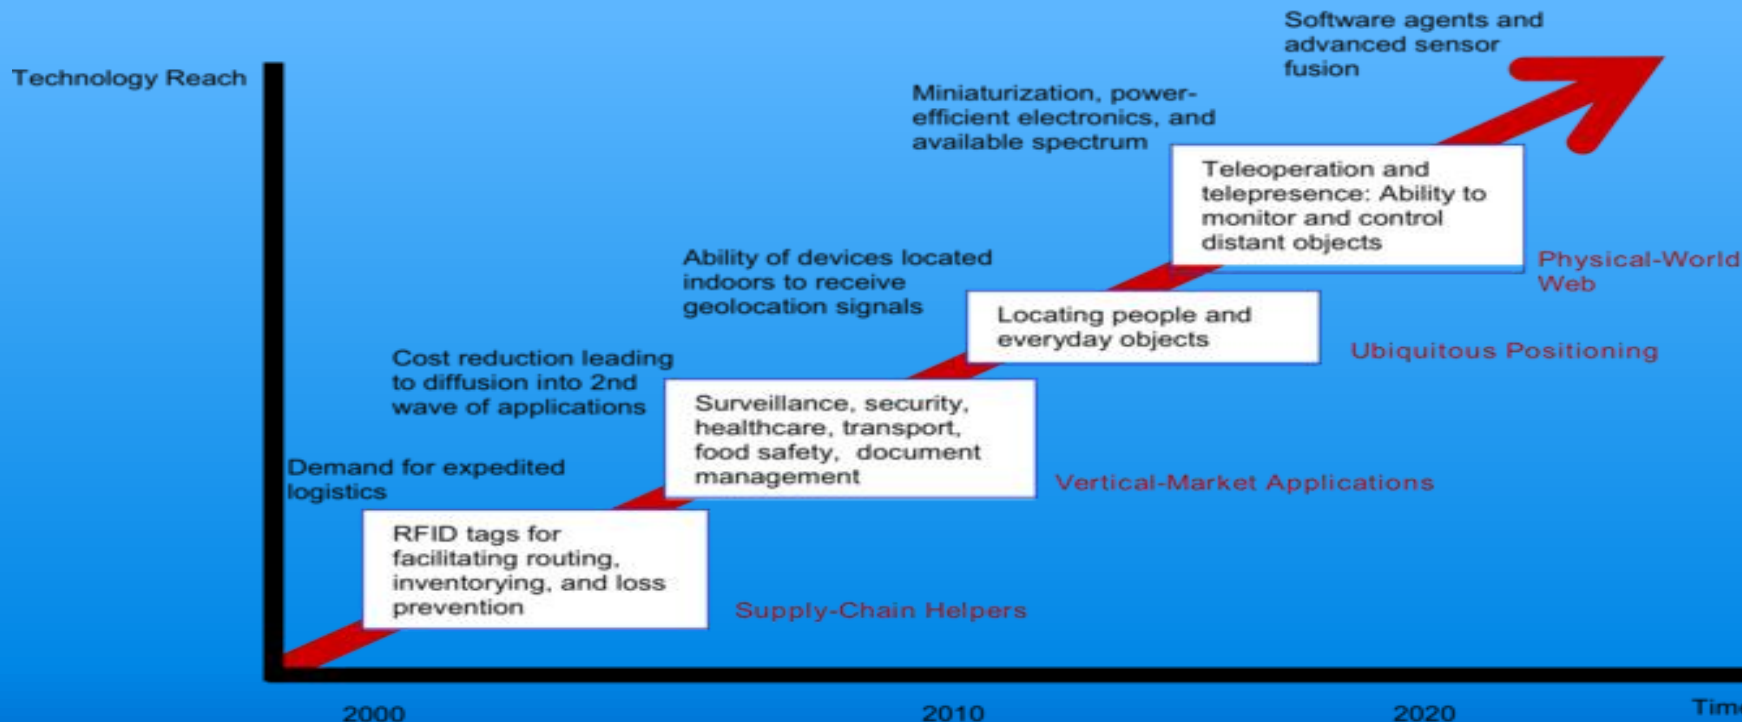 Software agents and
advanced sensor
fusion
Technology Reach
Miniaturization, power-
efficient electronics, and
available spectrum
Teleoperation and
telepresence: Ability to
monitor and control
distant objects
Physical-World
Web
Ability of devices located
indoors to receive
geolocation signals
Locating people and
everyday objects
Ubiquitous Positioning
Cost reduction leading
to diffusion into 2nd
wave of applications
Surveillance, security,
healthcare, transport,
food safety, document
management
Vertical-Market Applications
Demand for expedited
logistics
RFID tags for
facilitating routing,
inventorying, and loss
prevention
Supply-Chain Helpers
2000
2010
2020
Time